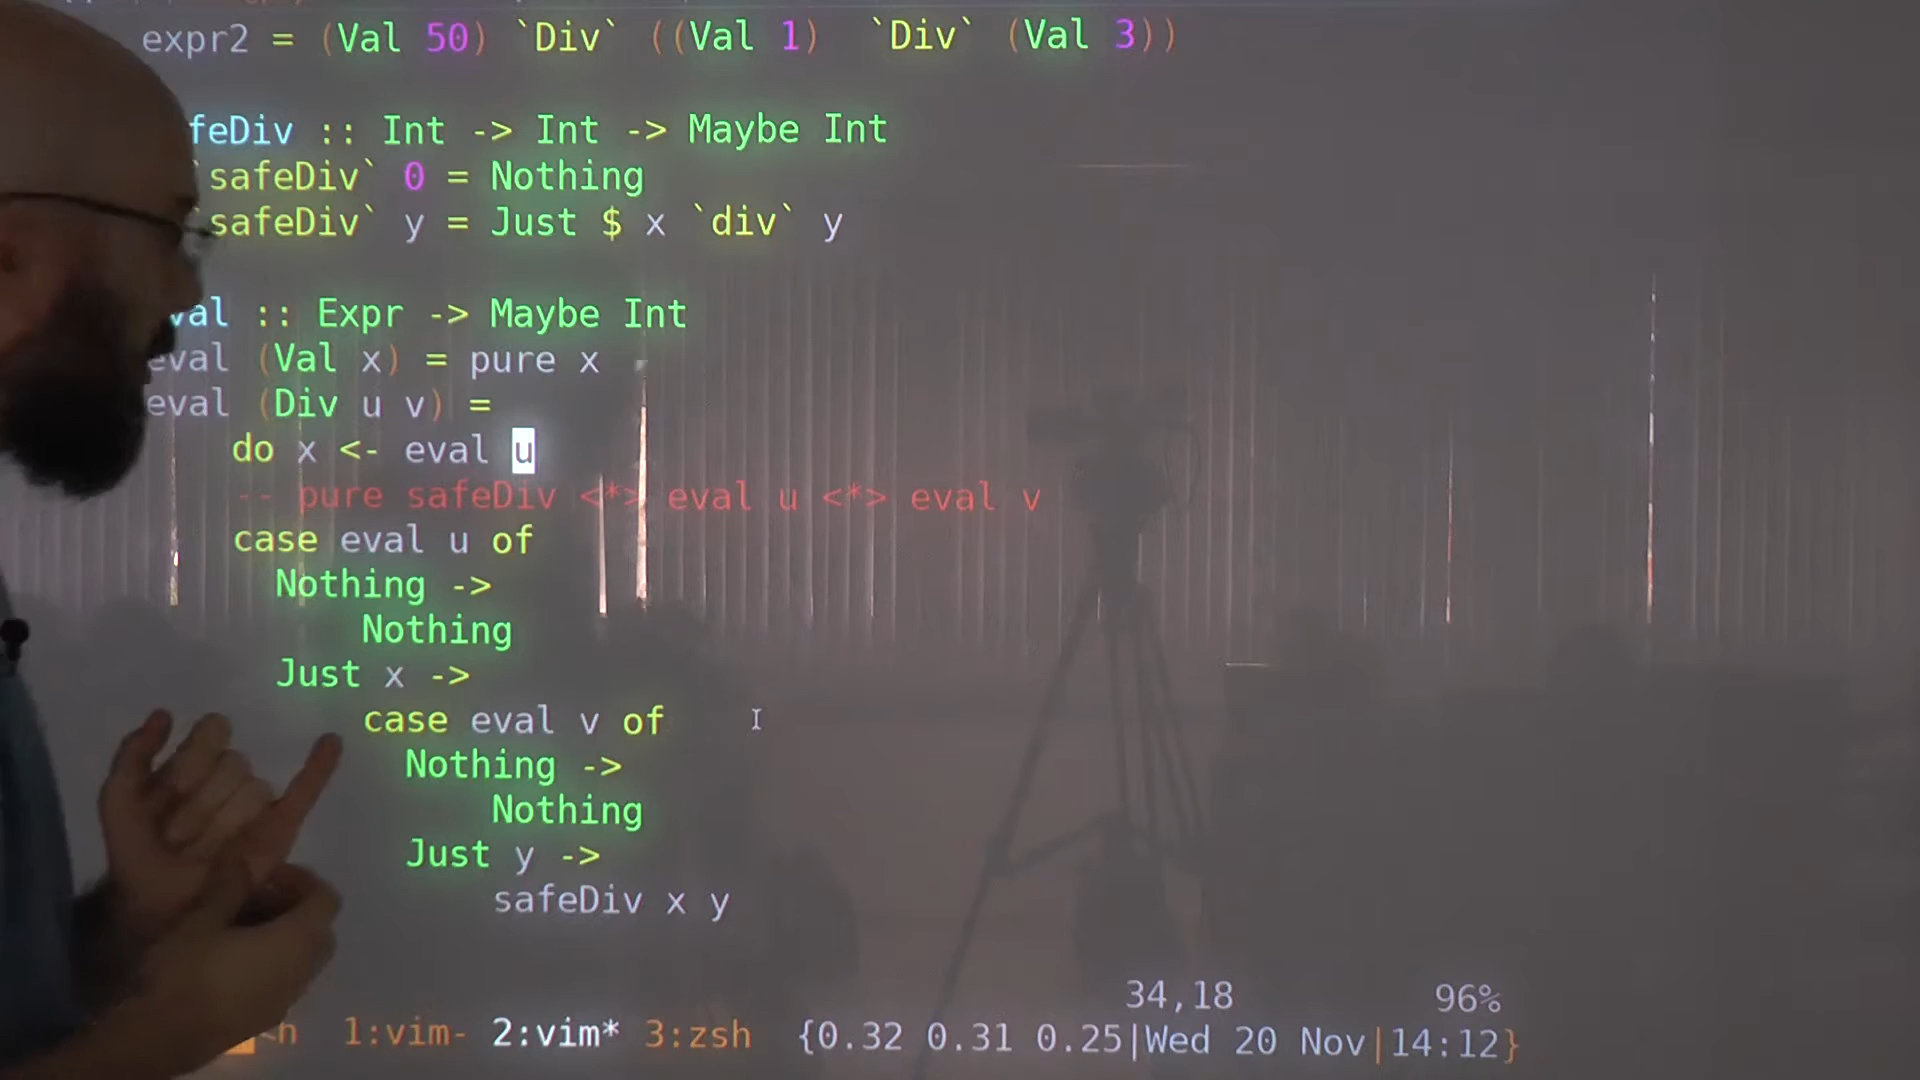 expr2 = (Val 50) `Div` ((Val 1)  `Div` (Val 3))
feDiv :: Int -> Int -> Maybe Int
`safeDiv` 0 = Nothing
`safeDiv` y = Just $ x `div` y
val :: Expr -> Maybe Int
eval (Val x) = pure x
eval (Div u v) =
do x <- eval u
-- pure safeDiv <*> eval u <*> eval v
case eval u of
Nothing ->
Nothing
Just x ->
case eval v of
Nothing ->
Nothing
Just y ->
safeDiv x y
34,18 96%
h 1:vim- 2:vim* 3:zsh {0.32 0.31 0.25|Wed 20 Nov|14:12}